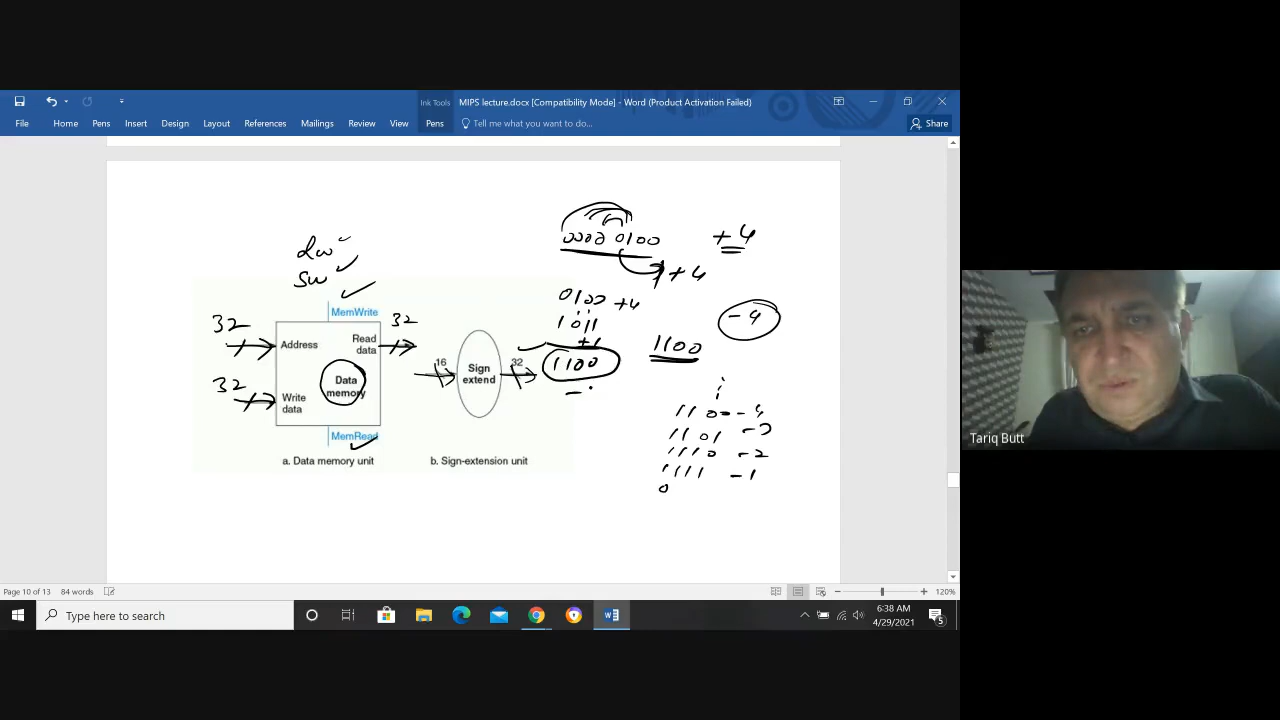 MIPS lecture.docx [Compatibility Mode] - Word (Product Activation Failed)
Ink Tools
File Home Pens Insert Design Layout References Mailings Review View Pens Tell me what you want to do... Share
0000 0100 +4
+4
sw
0100 +4
1011
+1
1100
-4
1100
MemWrite
32
32
Address
Read
data
Data
memory
32
Write
data
MemRead
16
Sign
extend
32
1100 -4
1101 -3
1110 -2
1111 -1
0
a. Data memory unit
b. Sign-extension unit
Tariq Butt
Page 10 of 13 84 words 120%
Type here to search
6:38 AM
4/29/2021
5